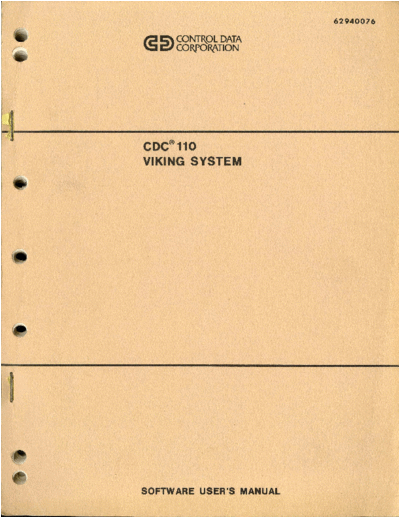 62940076
CONTROL DATA
CORPORATION
CDC® 110
VIKING SYSTEM
SOFTWARE USER'S MANUAL